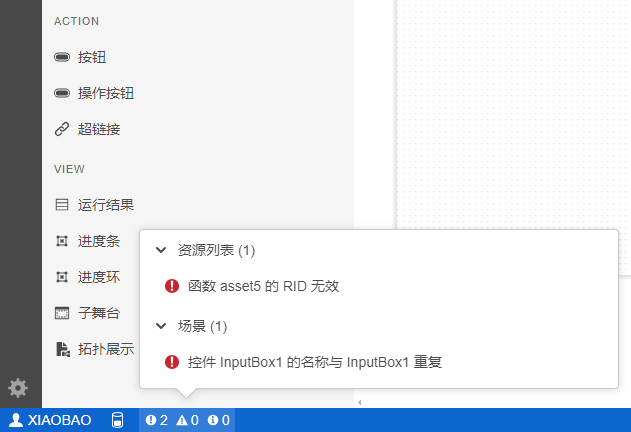 ACTION
按钮
操作按钮
超链接
VIEW
运行结果
进度条
进度环
子舞台
拓扑展示
资源列表 (1)
函数 asset5 的 RID 无效
场景 (1)
控件 InputBox1 的名称与 InputBox1 重复
XIAOBAO 2 0 0